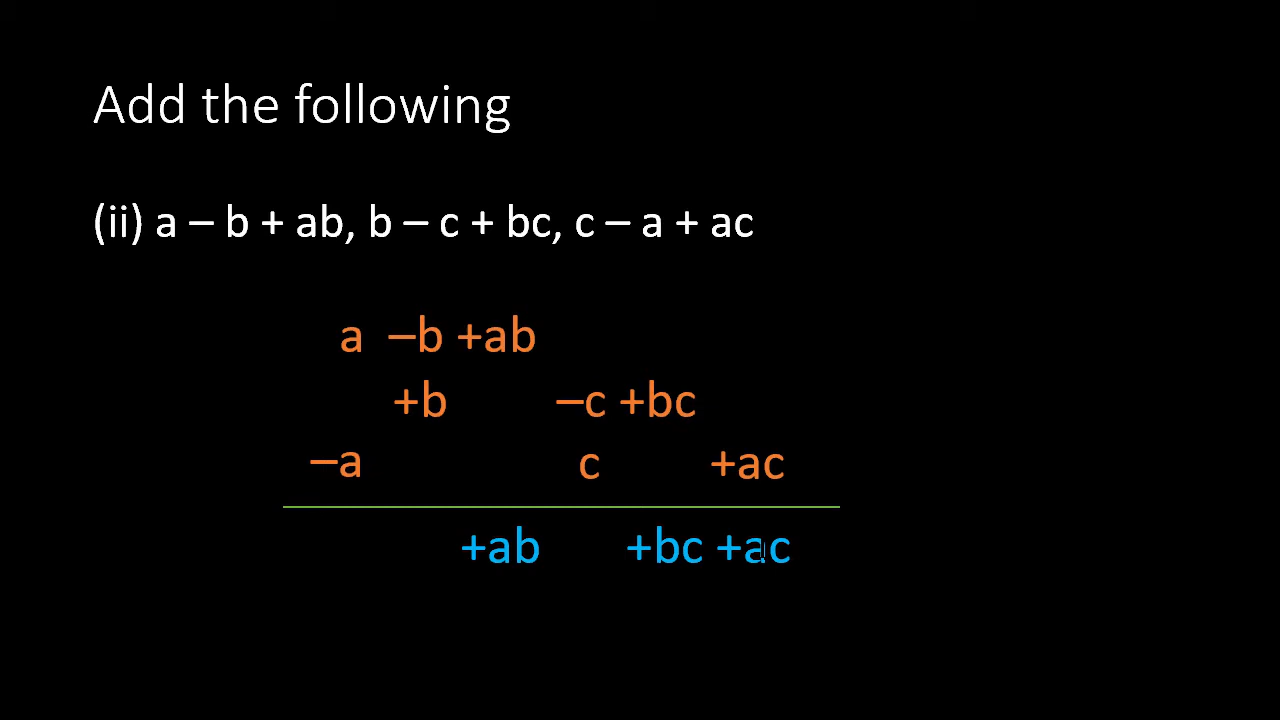 Add the following
(ii) a – b + ab, b – c + bc, c – a + ac
a –b +ab
+b –c +bc
–a c +ac
+ab +bc +ac